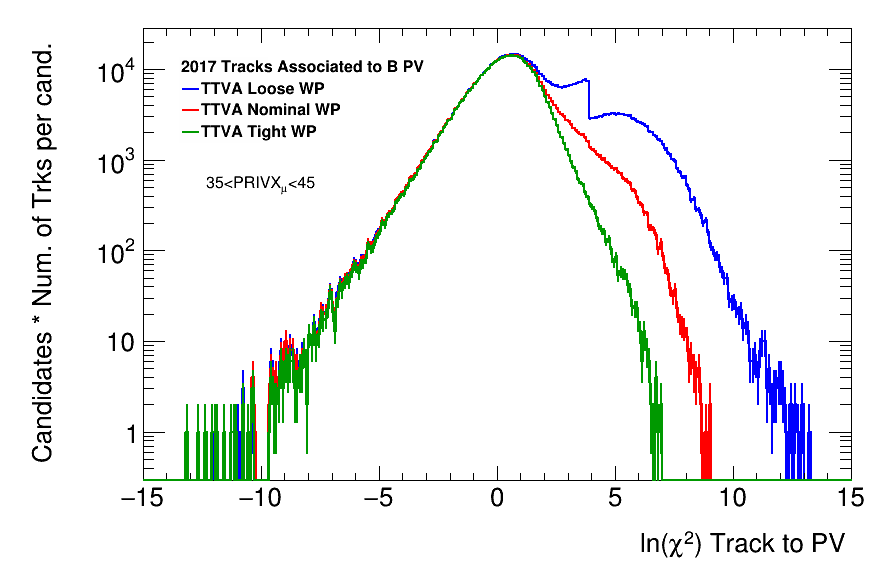 Candidates * Num. of Trks per cand.
10⁴
10³
10²
10
1
2017 Tracks Associated to B PV
TTVA Loose WP
TTVA Nominal WP
TTVA Tight WP
35<PRIVX_μ<45
−15 −10 −5 0 5 10 15
ln(χ²) Track to PV